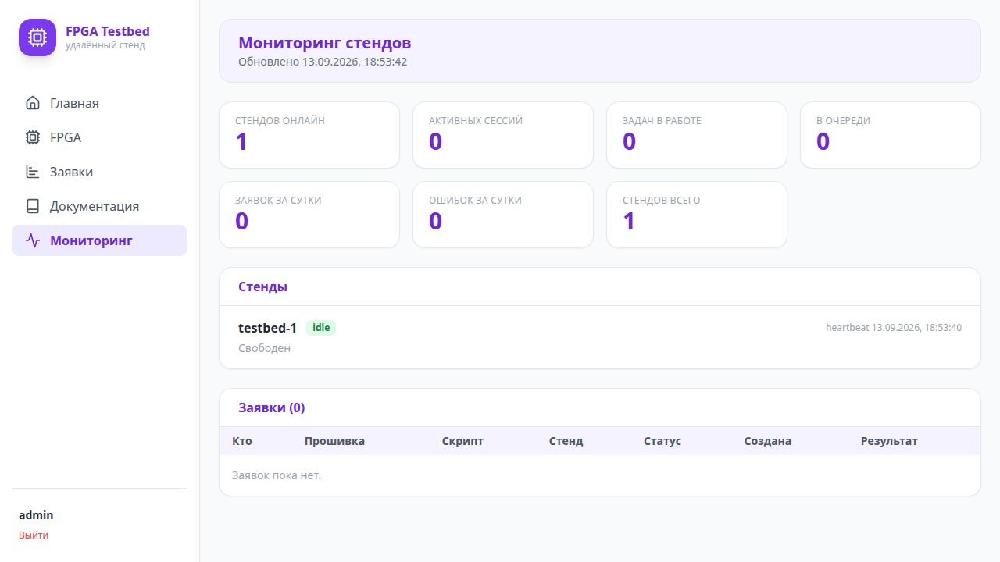 FPGA Testbed
удалённый стенд
Главная
FPGA
Заявки
Документация
Мониторинг
admin
Выйти
Мониторинг стендов
Обновлено 13.09.2026, 18:53:42
СТЕНДОВ ОНЛАЙН
1
АКТИВНЫХ СЕССИЙ
0
ЗАДАЧ В РАБОТЕ
0
В ОЧЕРЕДИ
0
ЗАЯВОК ЗА СУТКИ
0
ОШИБОК ЗА СУТКИ
0
СТЕНДОВ ВСЕГО
1
Стенды
testbed-1 idle heartbeat 13.09.2026, 18:53:40
Свободен
Заявки (0)
Кто Прошивка Скрипт Стенд Статус Создана Результат
Заявок пока нет.